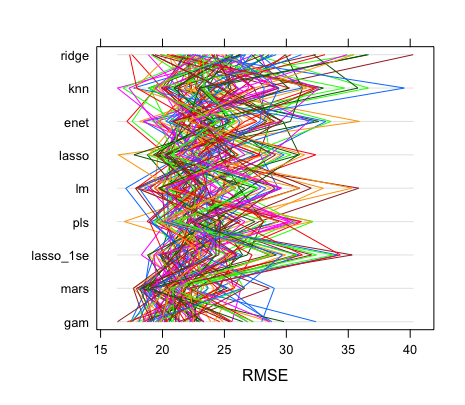 ridge
knn
enet
lasso
lm
pls
lasso_1se
mars
gam
15 20 25 30 35 40
RMSE